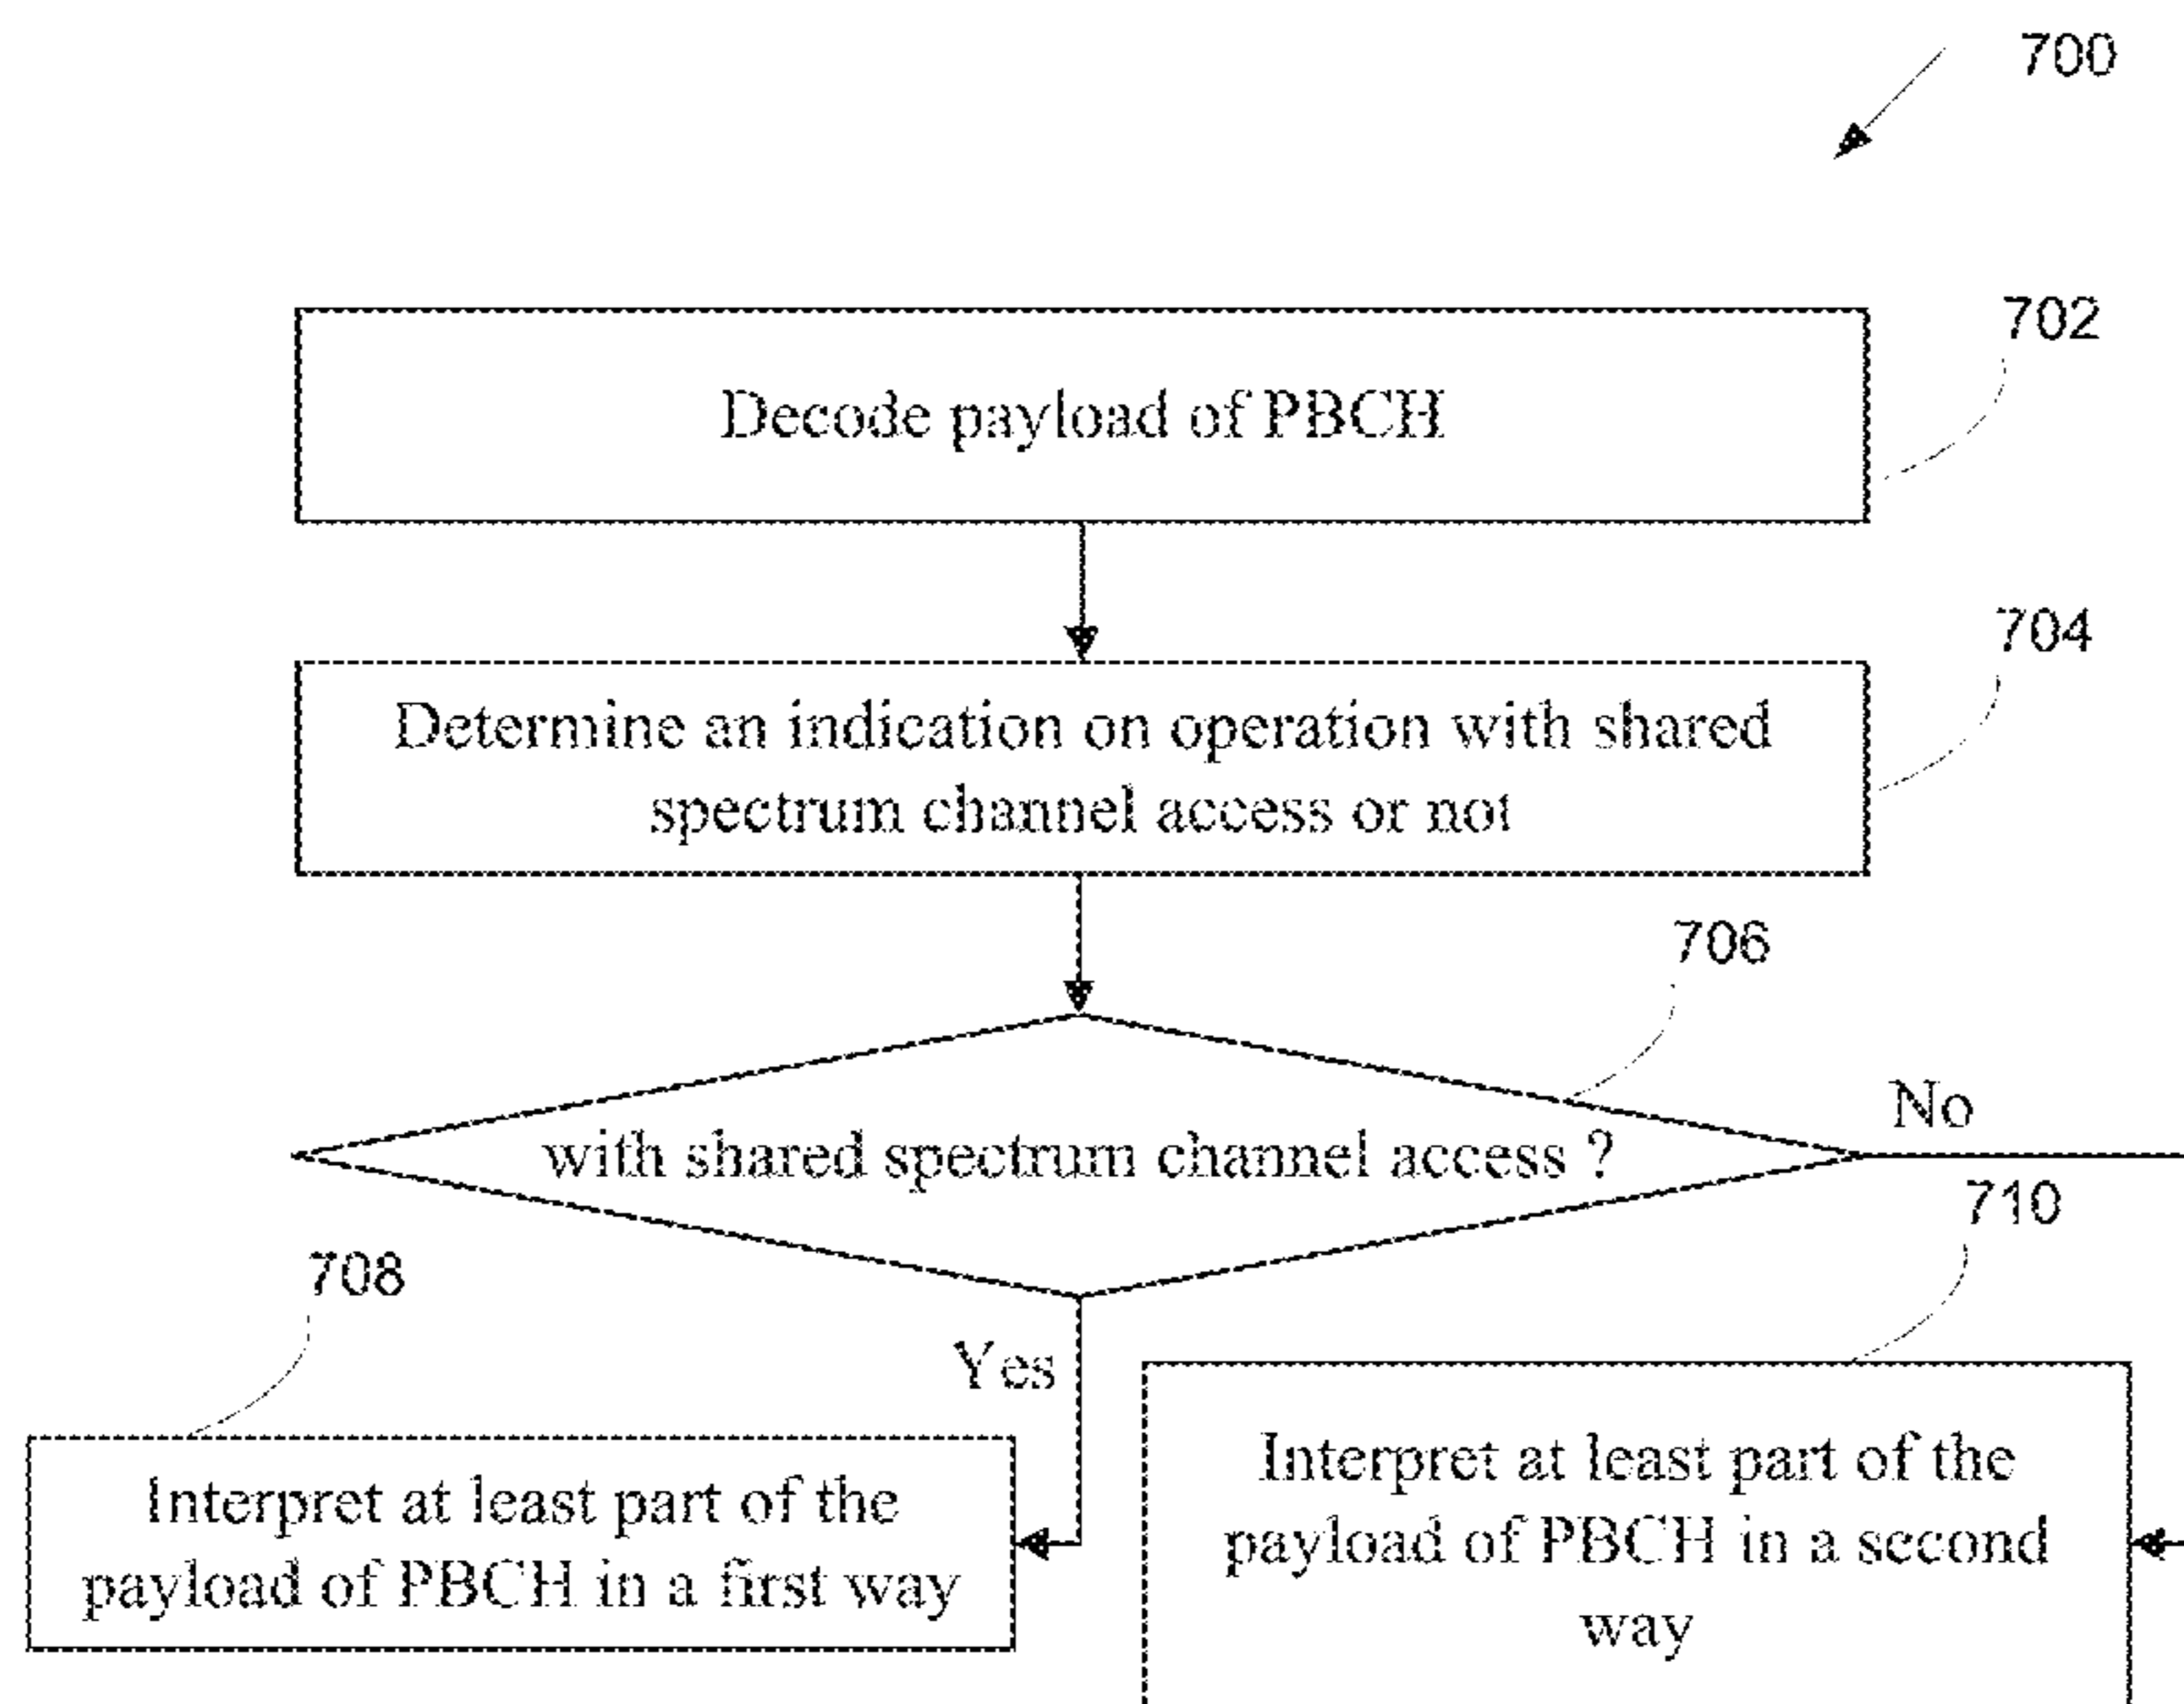 700
702
Decode payload of PBCH
704
Determine an indication on operation with shared
spectrum channel access or not
706
No
with shared spectrum channel access ?
710
708
Yes
Interpret at least part of the
payload of PBCH in a first way
Interpret at least part of the
payload of PBCH in a second
way